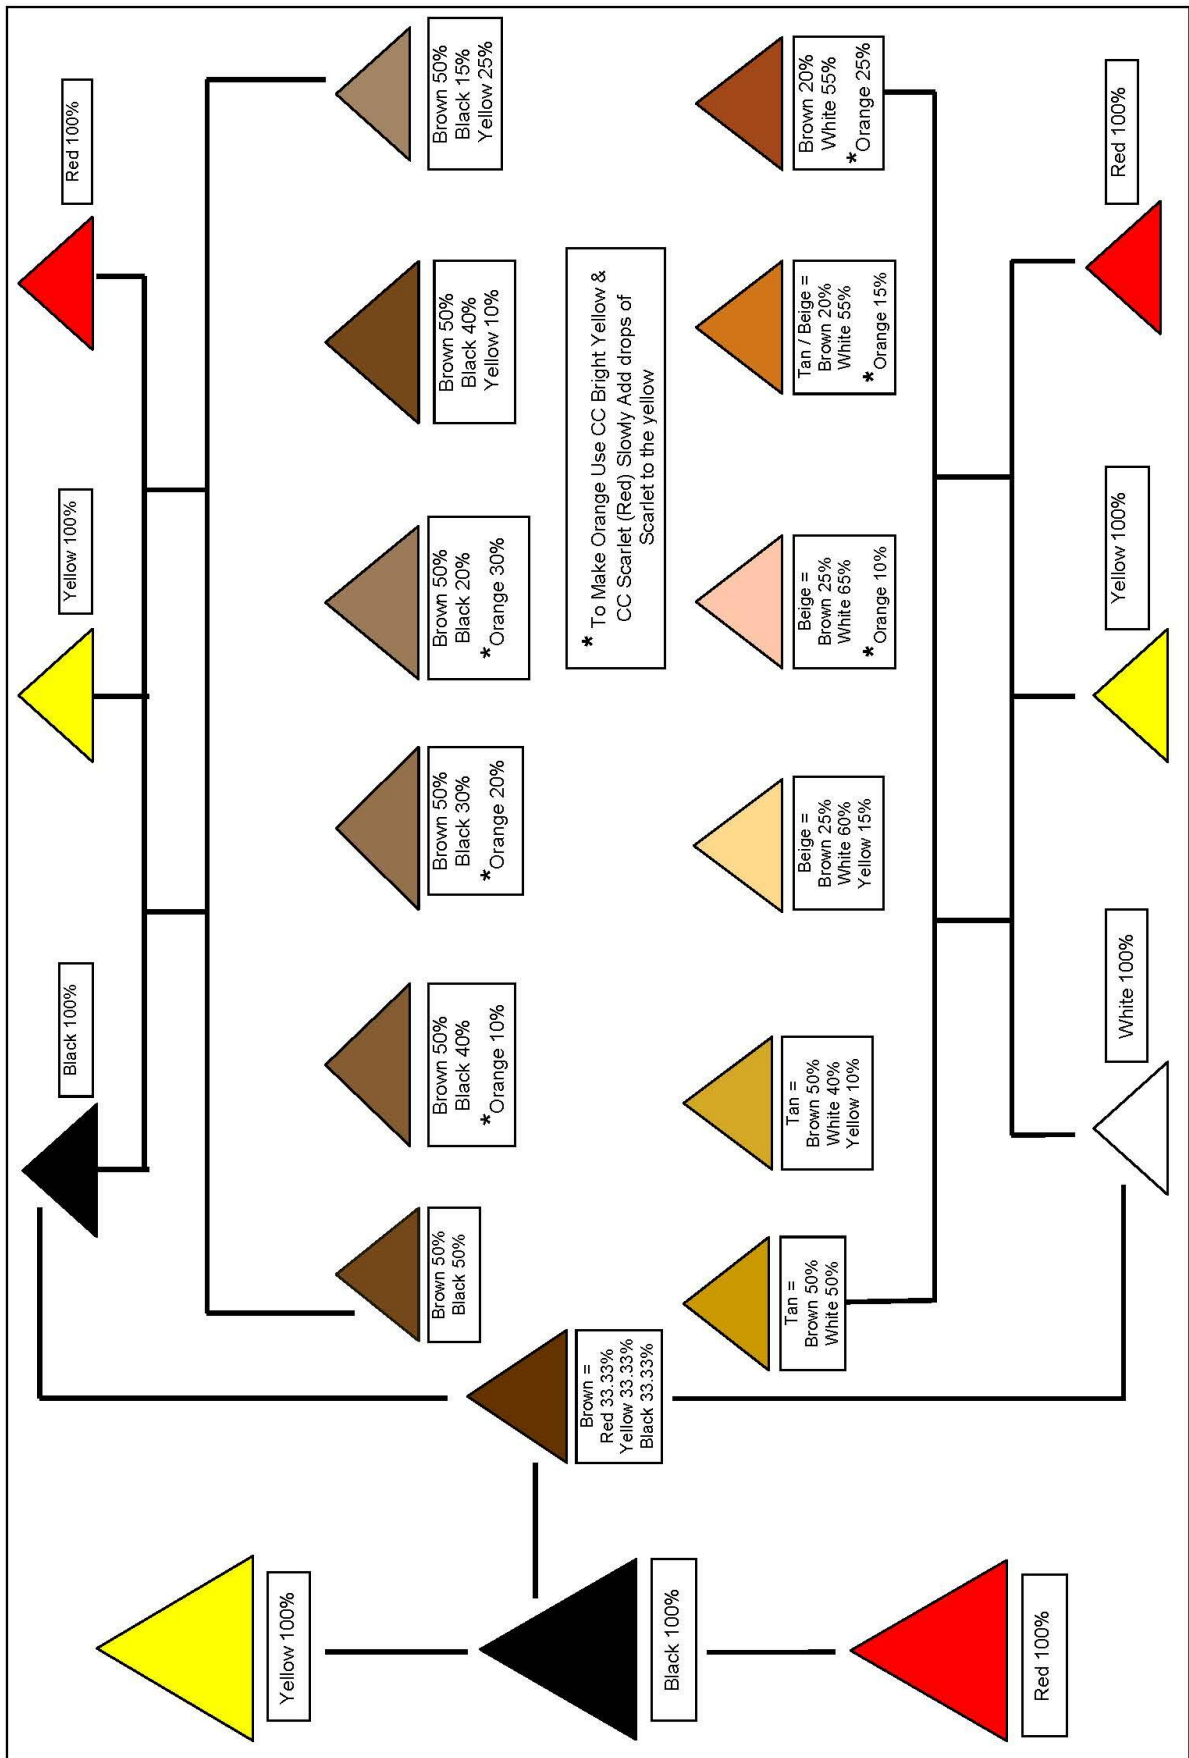 Black 100%
Yellow 100%
Red 100%
Yellow 100%
Brown 50%
Black 50%
Brown 50%
Black 40%
*Orange 10%
Brown 50%
Black 30%
*Orange 20%
Brown 50%
Black 20%
*Orange 30%
Brown 50%
Black 40%
Yellow 10%
Brown 50%
Black 15%
Yellow 25%
Black 100%
Brown =
Red 33.33%
Yellow 33.33%
Black 33.33%
* To Make Orange Use CC Bright Yellow &
CC Scarlet (Red) Slowly Add drops of
Scarlet to the yellow
Tan =
Brown 50%
White 50%
Tan =
Brown 50%
White 40%
Yellow 10%
Beige =
Brown 25%
White 60%
Yellow 15%
Beige =
Brown 25%
White 65%
*Orange 10%
Tan / Beige =
Brown 20%
White 55%
*Orange 15%
Brown 20%
White 55%
*Orange 25%
Red 100%
White 100%
Yellow 100%
Red 100%